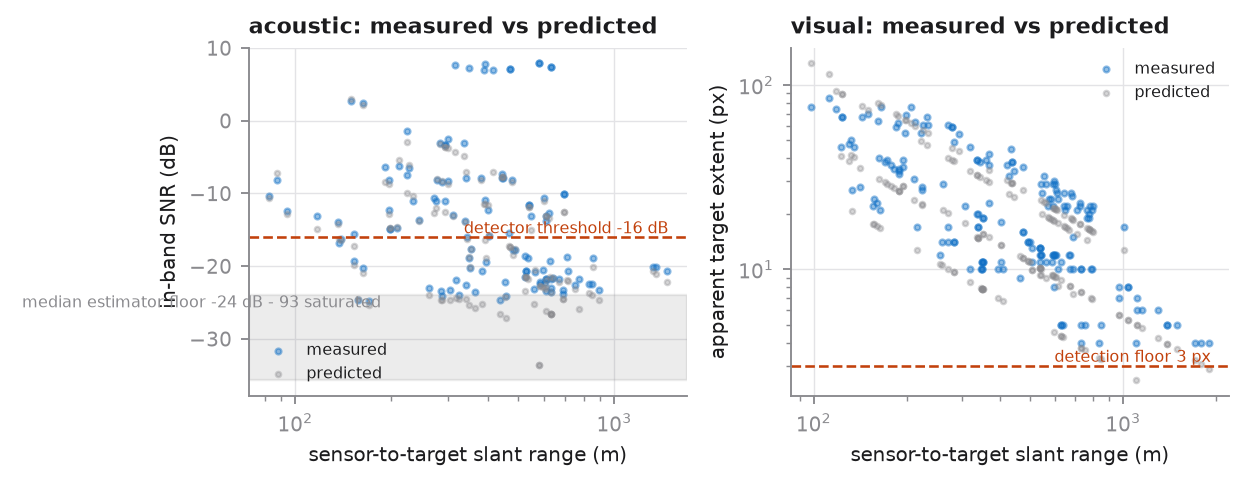 acoustic: measured vs predicted
in-band SNR (dB)
10
0
−10
−20
−30
detector threshold -16 dB
median estimator floor -24 dB - 93 saturated
measured
predicted
10²
10³
sensor-to-target slant range (m)
visual: measured vs predicted
apparent target extent (px)
10²
10¹
measured
predicted
detection floor 3 px
10²
10³
sensor-to-target slant range (m)